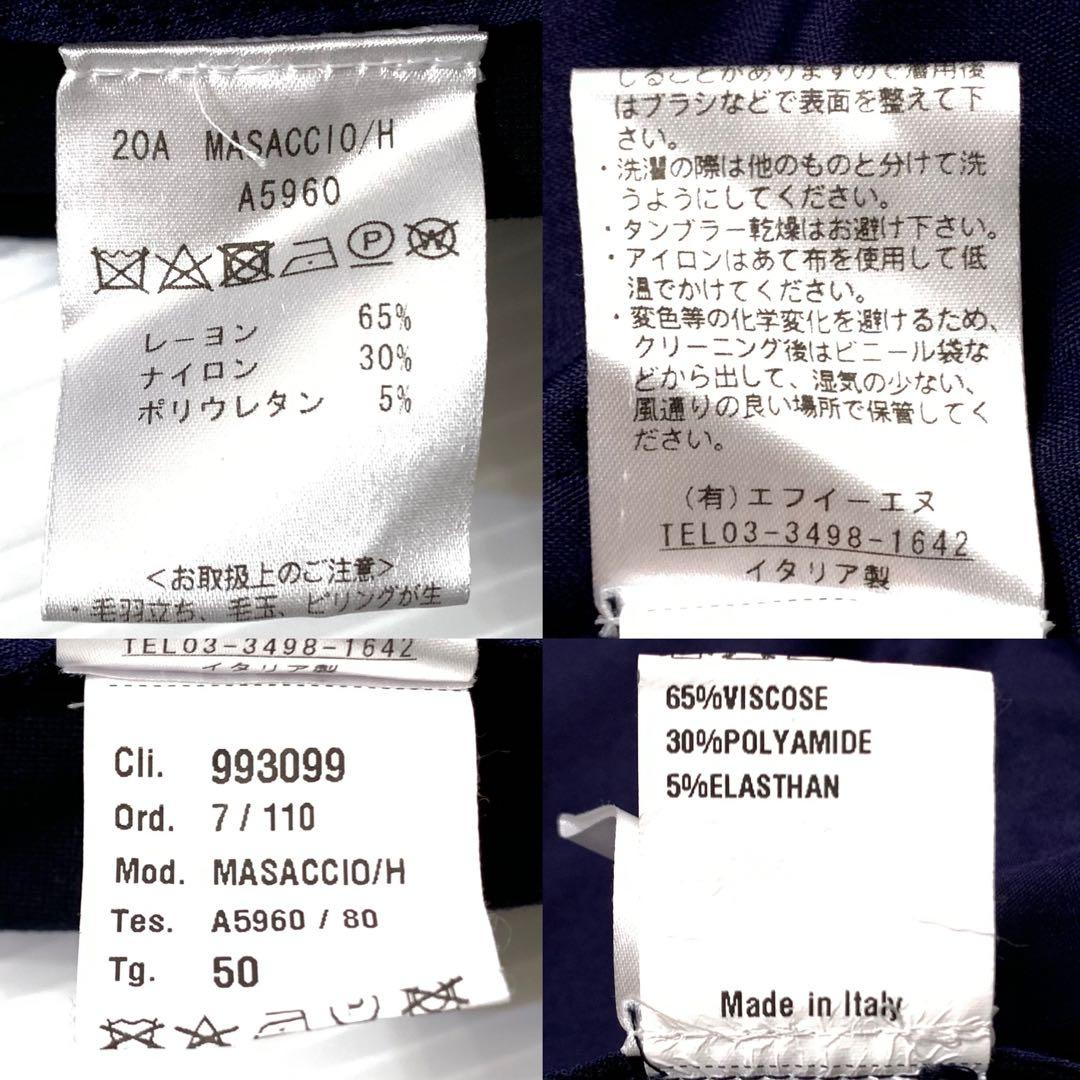 20A MASACCIO/H
A5960
P
W
レーヨン 65%
ナイロン 30%
ポリウレタン 5%
<お取扱上のご注意>
・毛羽立ち、毛玉、ピリングが生
じることがありますので着用後
はブラシなどで表面を整えて下
さい。
・洗濯の際は他のものと分けて洗
うようにしてください。
・タンブラー乾燥はお避け下さい。
・アイロンはあて布を使用して低
温でかけてください。
・変色等の化学変化を避けるため、
クリーニング後はビニール袋な
どから出して、湿気の少ない、
風通りの良い場所で保管してく
ださい。
(有)エフイーエヌ
TEL03-3498-1642
イタリア製
TEL03-3498-1642
イタリア製
Cli. 993099
Ord. 7 / 110
Mod. MASACCIO/H
Tes. A5960 / 80
Tg. 50
65%VISCOSE
30%POLYAMIDE
5%ELASTHAN
Made in Italy